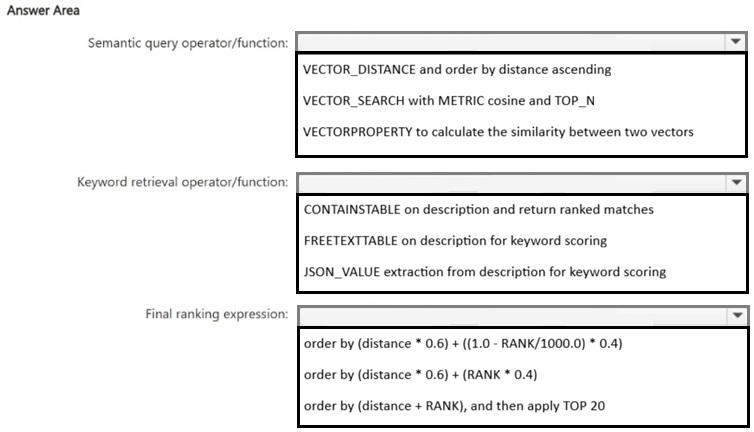 Answer Area
Semantic query operator/function:
VECTOR_DISTANCE and order by distance ascending
VECTOR_SEARCH with METRIC cosine and TOP_N
VECTORPROPERTY to calculate the similarity between two vectors
Keyword retrieval operator/function:
CONTAINSTABLE on description and return ranked matches
FREETEXTTABLE on description for keyword scoring
JSON_VALUE extraction from description for keyword scoring
Final ranking expression:
order by (distance * 0.6) + ((1.0 - RANK/1000.0) * 0.4)
order by (distance * 0.6) + (RANK * 0.4)
order by (distance + RANK), and then apply TOP 20